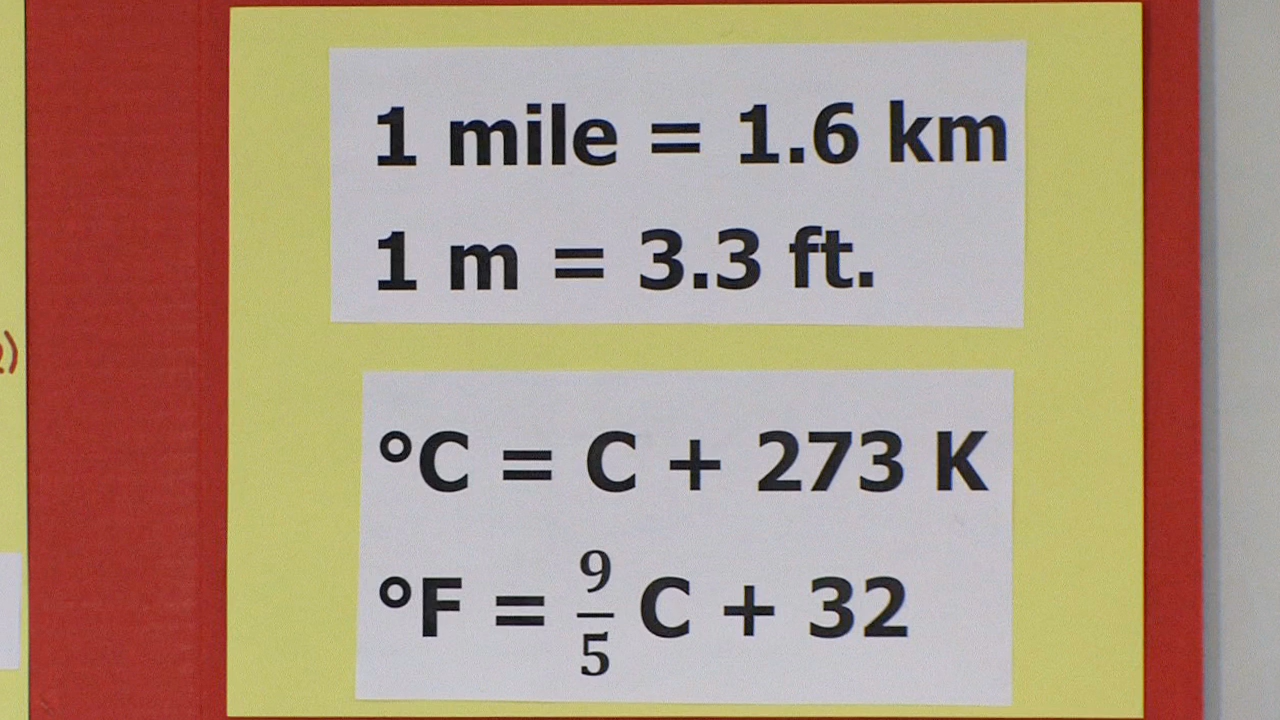 1 mile = 1.6 km
1 m = 3.3 ft.
°C = C + 273 K
°F = 9/5 C + 32